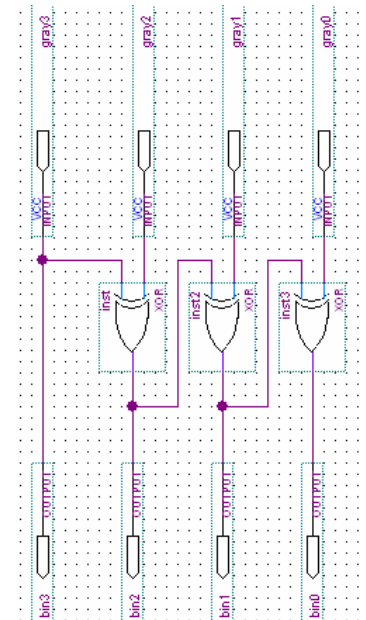 gray3
gray2
gray1
gray0
VCC
INPUT
VCC
INPUT
VCC
INPUT
VCC
INPUT
inst
XOR
inst2
XOR
inst3
XOR
OUTPUT
OUTPUT
OUTPUT
OUTPUT
bin3
bin2
bin1
bin0